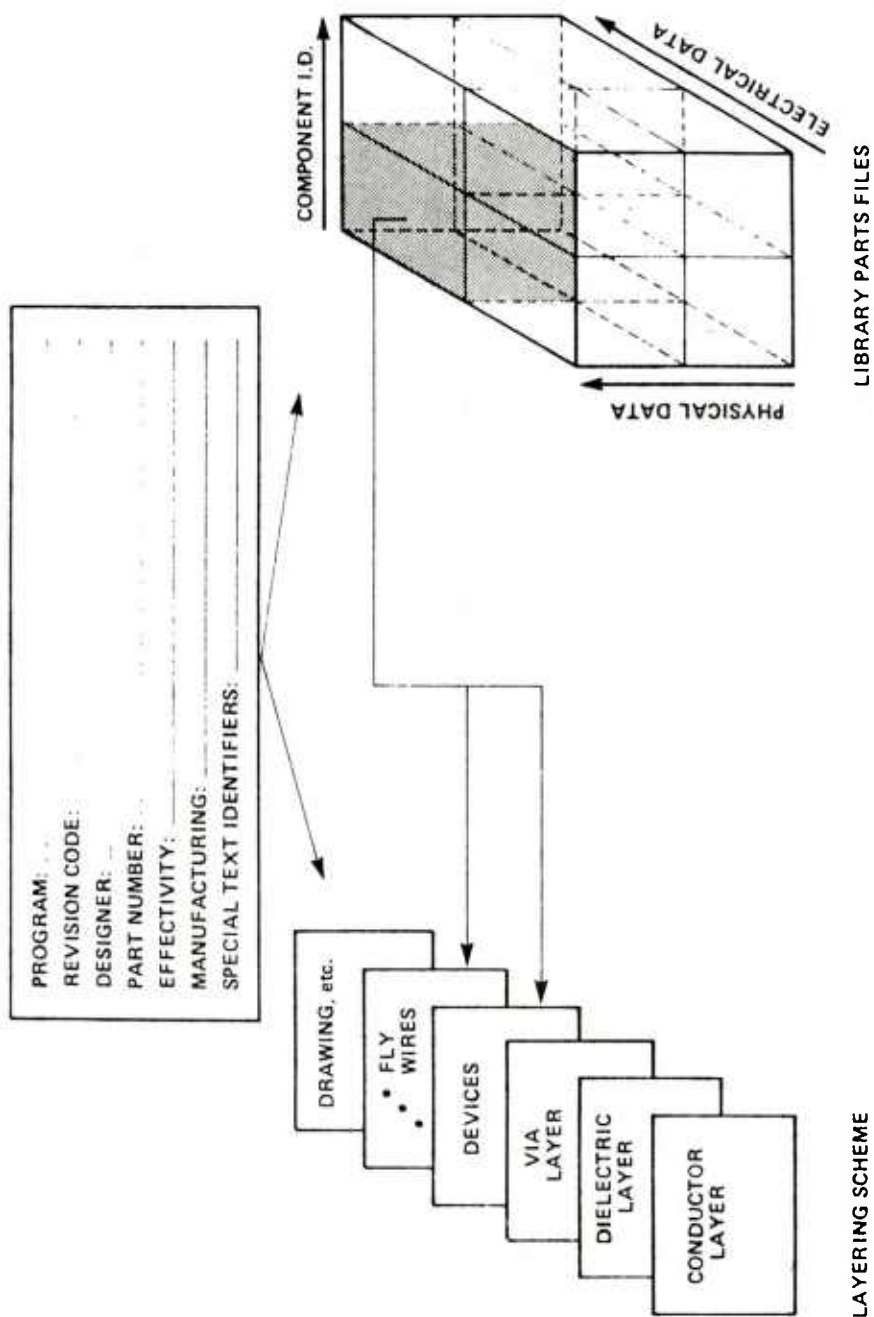 PROGRAM:
REVISION CODE:
DESIGNER:
PART NUMBER:
EFFECTIVITY:
MANUFACTURING:
SPECIAL TEXT IDENTIFIERS:
DRAWING, etc.
FLY
WIRES
DEVICES
VIA
LAYER
DIELECTRIC
LAYER
CONDUCTOR
LAYER
LAYERING SCHEME
COMPONENT I.D.
ELECTRICAL DATA
PHYSICAL DATA
LIBRARY PARTS FILES